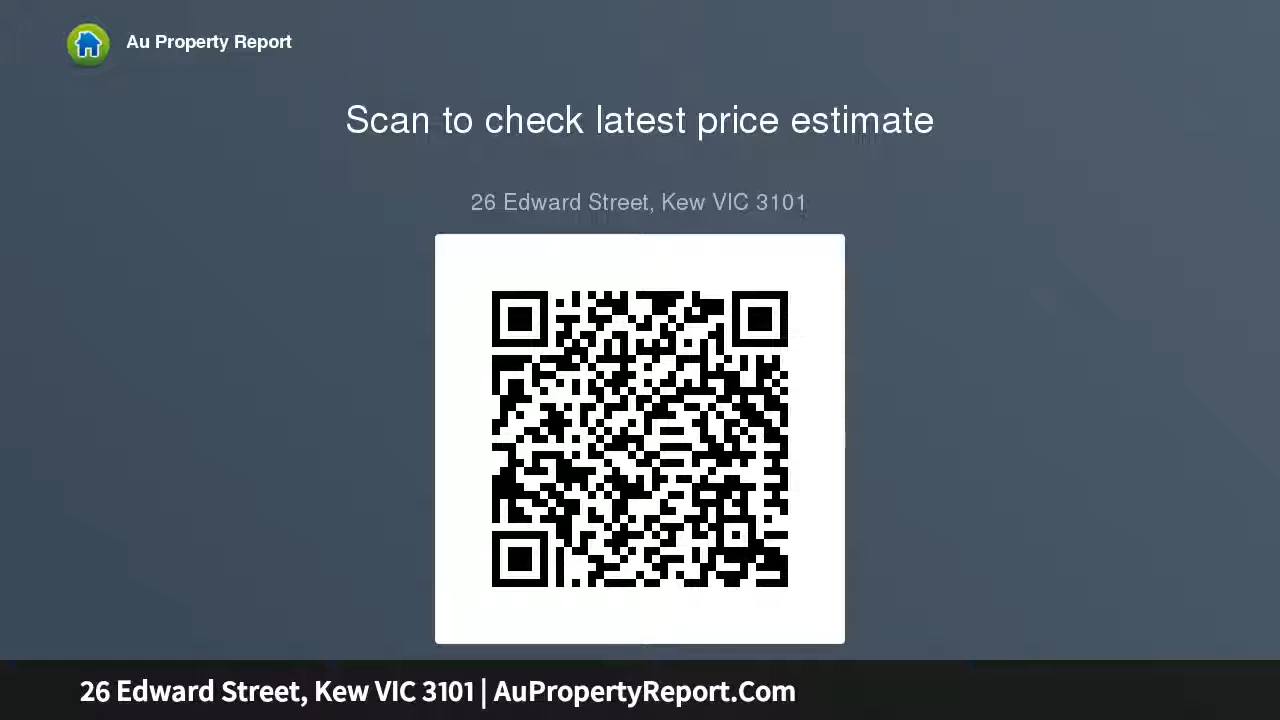 Au Property Report
Scan to check latest price estimate
26 Edward Street, Kew VIC 3101
26 Edward Street, Kew VIC 3101 | AuPropertyReport.Com